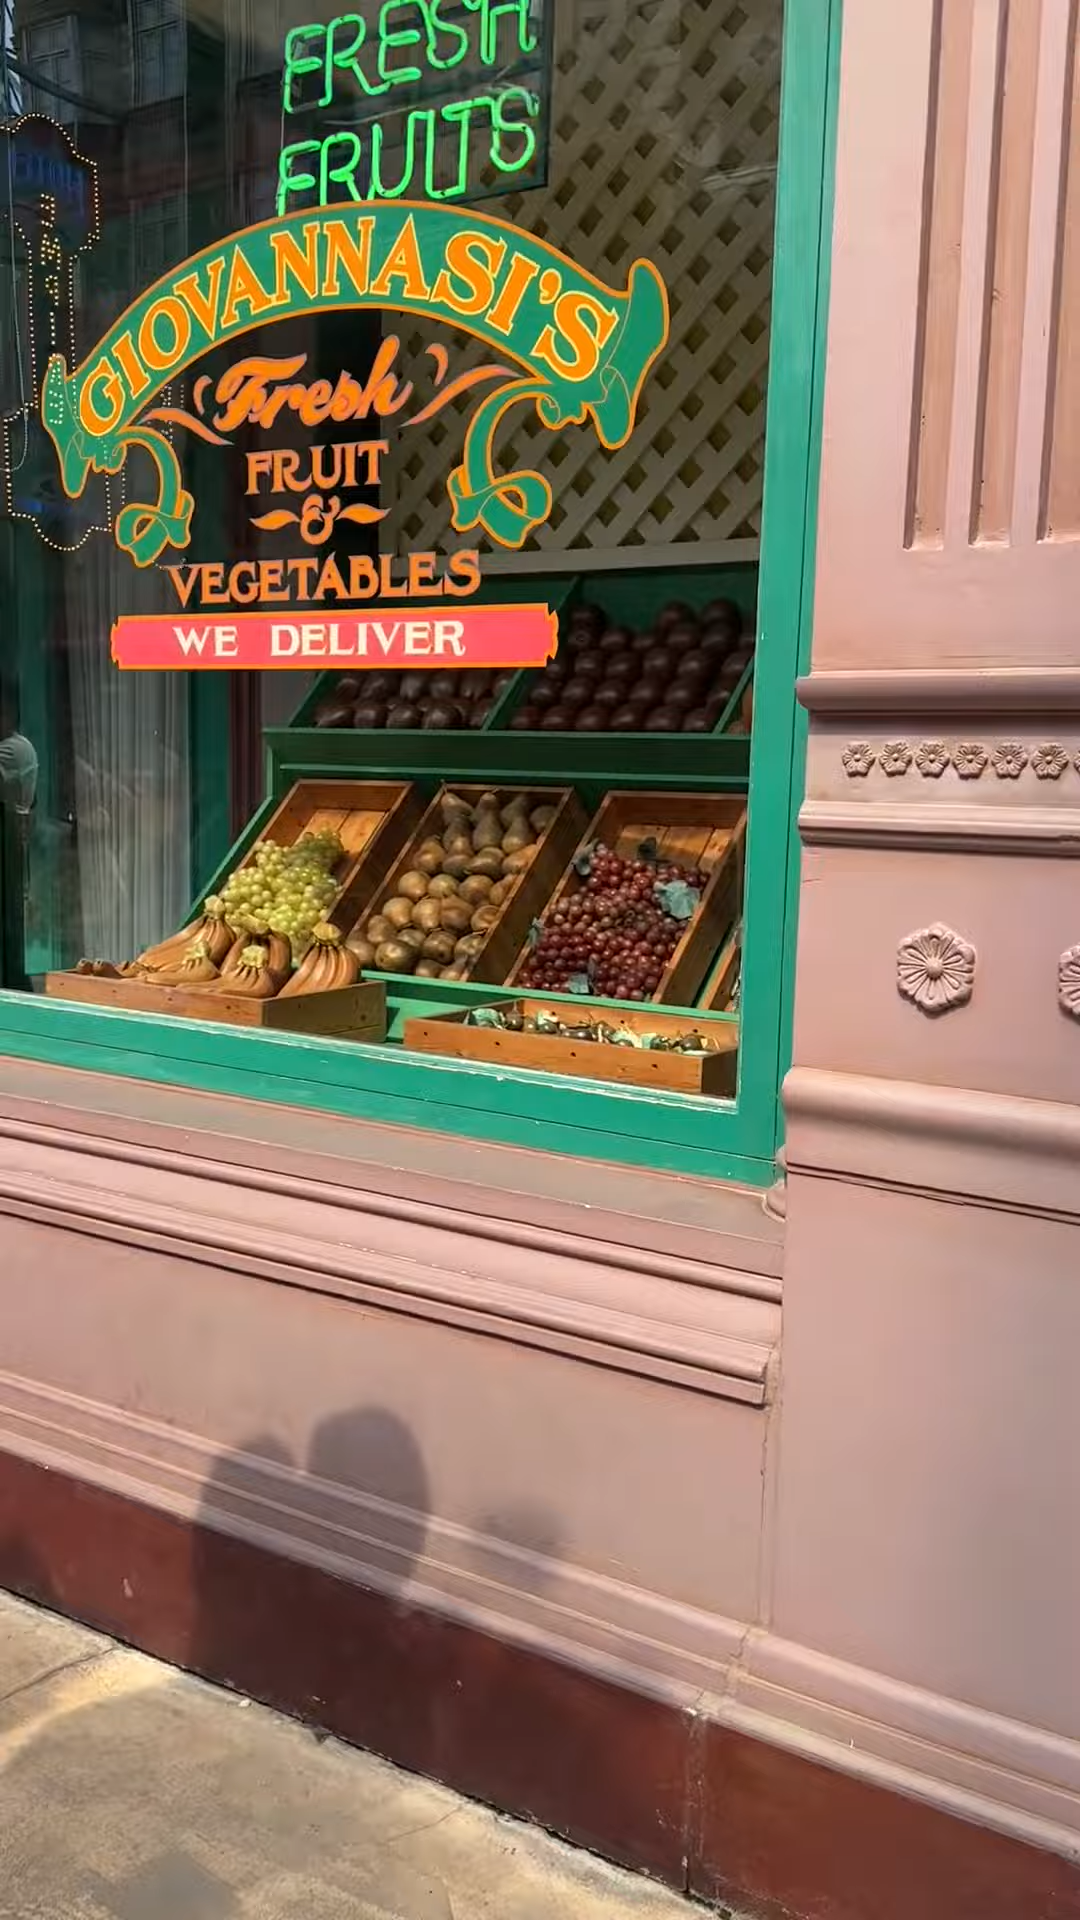 FRESH
FRUITS
GIOVANNASI'S
Fresh
FRUIT
&
VEGETABLES
WE DELIVER